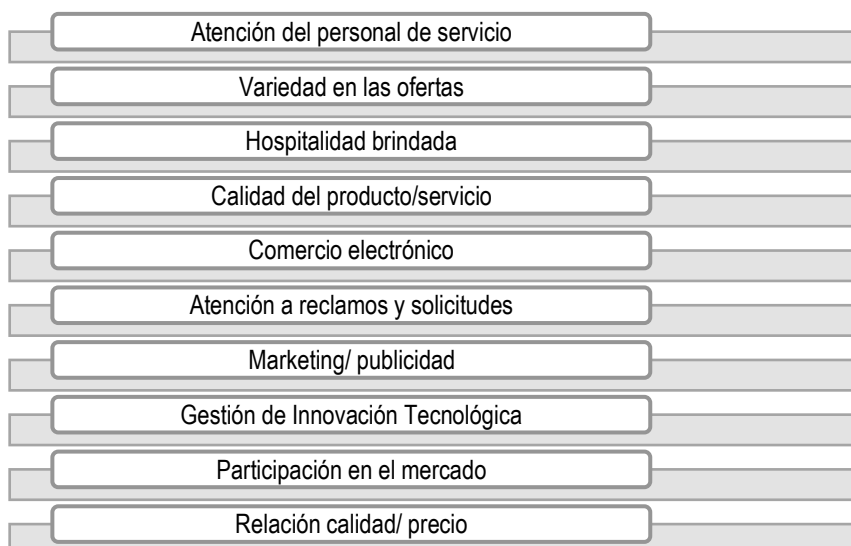 Atención del personal de servicio
Variedad en las ofertas
Hospitalidad brindada
Calidad del producto/servicio
Comercio electrónico
Atención a reclamos y solicitudes
Marketing/ publicidad
Gestión de Innovación Tecnológica
Participación en el mercado
Relación calidad/ precio